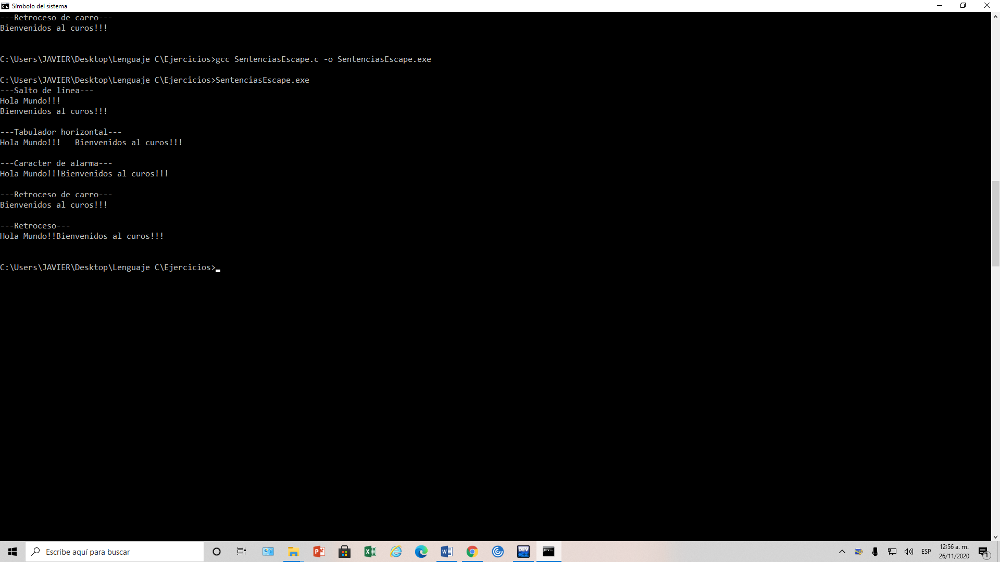 Símbolo del sistema
---Retroceso de carro---
Bienvenidos al curos!!!
C:\Users\JAVIER\Desktop\Lenguaje C\Ejercicios>gcc SentenciasEscape.c -o SentenciasEscape.exe
C:\Users\JAVIER\Desktop\Lenguaje C\Ejercicios>SentenciasEscape.exe
---Salto de línea---
Hola Mundo!!!
Bienvenidos al curos!!!
---Tabulador horizontal---
Hola Mundo!!!   Bienvenidos al curos!!!
---Caracter de alarma---
Hola Mundo!!!Bienvenidos al curos!!!
---Retroceso de carro---
Bienvenidos al curos!!!
---Retroceso---
Hola Mundo!!Bienvenidos al curos!!!
C:\Users\JAVIER\Desktop\Lenguaje C\Ejercicios>
Escribe aquí para buscar
DEV
ESP
12:56 a. m.
26/11/2020
1